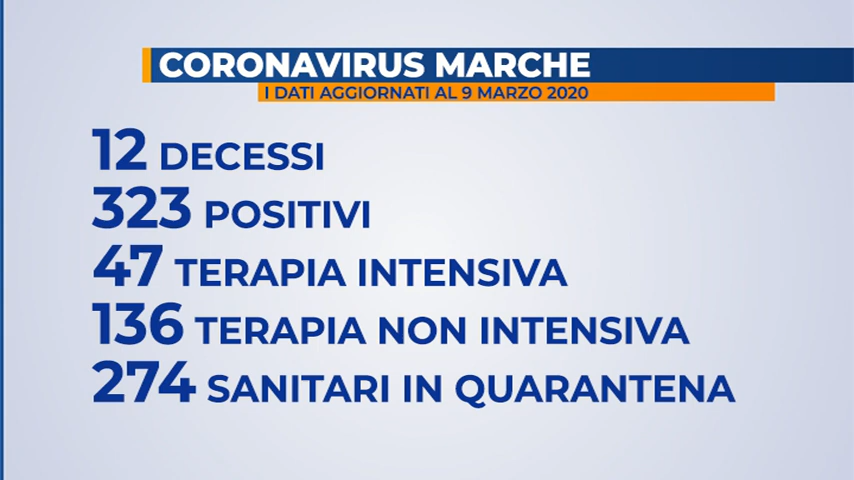 CORONAVIRUS MARCHE
I DATI AGGIORNATI AL 9 MARZO 2020
12 DECESSI
323 POSITIVI
47 TERAPIA INTENSIVA
136 TERAPIA NON INTENSIVA
274 SANITARI IN QUARANTENA